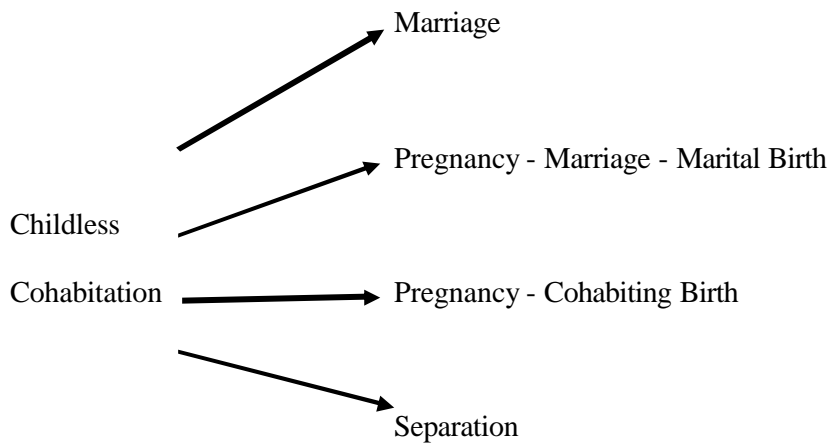 Marriage
Pregnancy - Marriage - Marital Birth
Childless
Cohabitation
Pregnancy - Cohabiting Birth
Separation